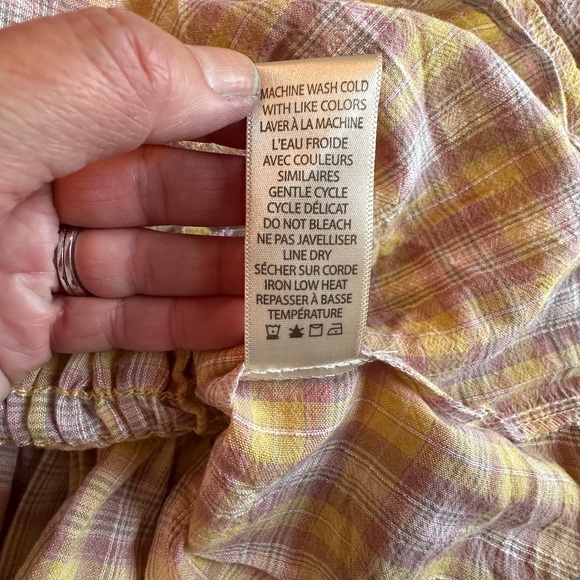 MACHINE WASH COLD
WITH LIKE COLORS
LAVER À LA MACHINE
L'EAU FROIDE
AVEC COULEURS
SIMILAIRES
GENTLE CYCLE
CYCLE DÉLICAT
DO NOT BLEACH
NE PAS JAVELLISER
LINE DRY
SÉCHER SUR CORDE
IRON LOW HEAT
REPASSER À BASSE
TEMPÉRATURE